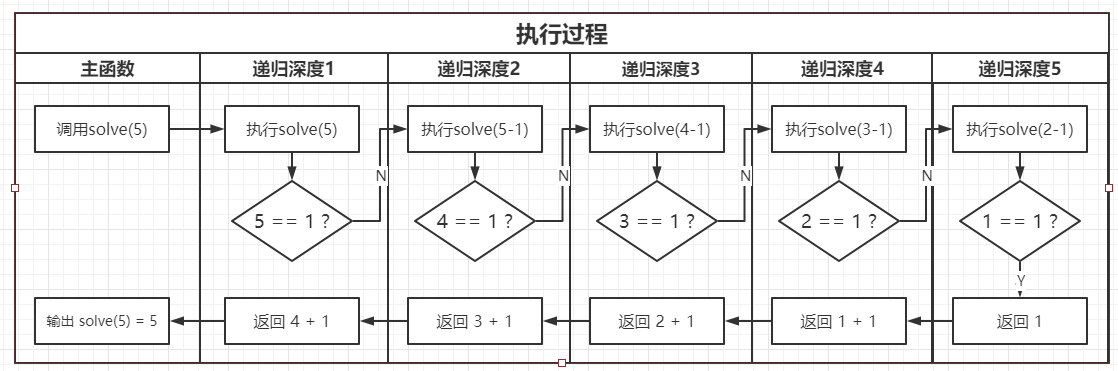 执行过程
主函数
递归深度1
递归深度2
递归深度3
递归深度4
递归深度5
调用solve(5)
执行solve(5)
执行solve(5-1)
执行solve(4-1)
执行solve(3-1)
执行solve(2-1)
N
N
N
N
5 == 1 ?
4 == 1 ?
3 == 1 ?
2 == 1 ?
1 == 1 ?
Y
输出 solve(5) = 5
返回 4 + 1
返回 3 + 1
返回 2 + 1
返回 1 + 1
返回 1